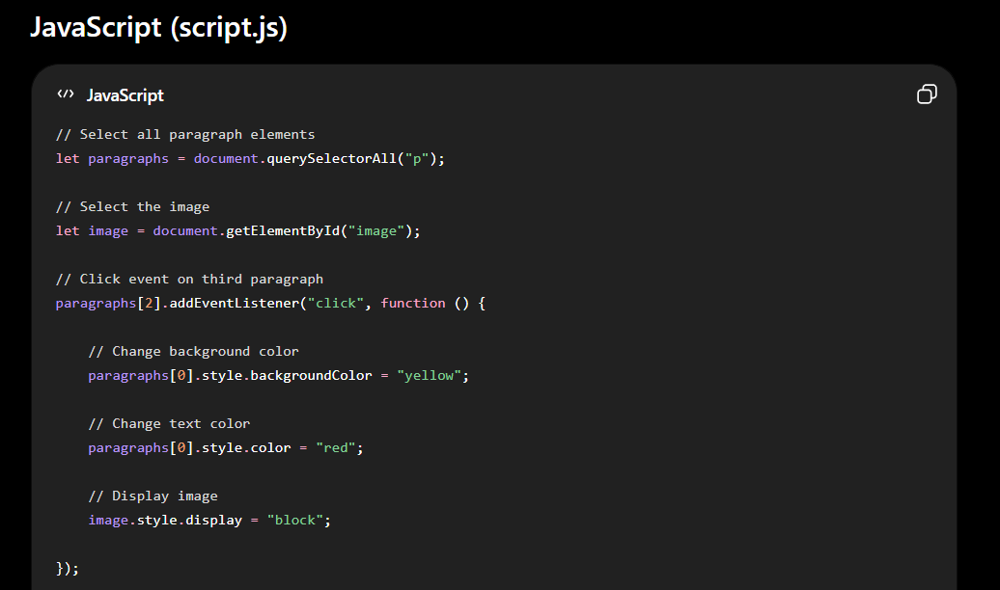 JavaScript (script.js)
</> JavaScript
// Select all paragraph elements
let paragraphs = document.querySelectorAll("p");
// Select the image
let image = document.getElementById("image");
// Click event on third paragraph
paragraphs[2].addEventListener("click", function () {
    // Change background color
    paragraphs[0].style.backgroundColor = "yellow";
    // Change text color
    paragraphs[0].style.color = "red";
    // Display image
    image.style.display = "block";
});